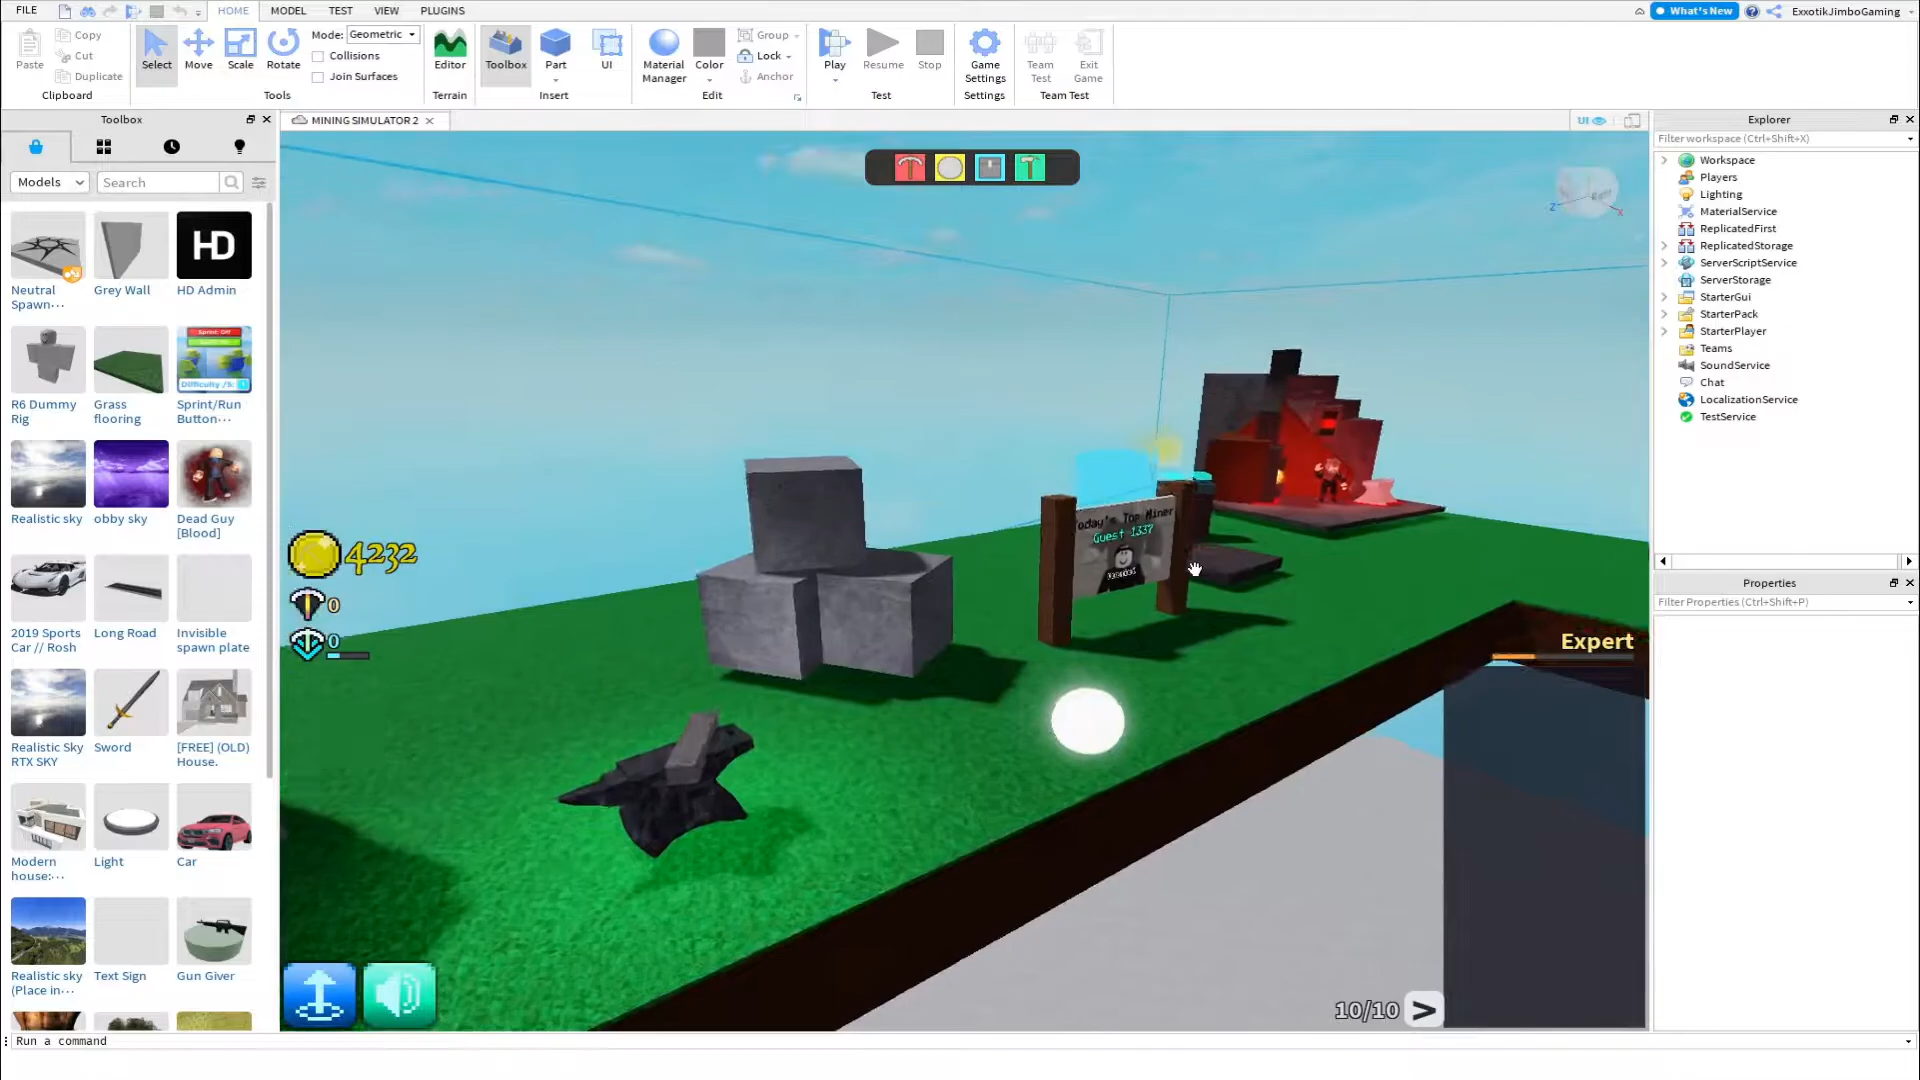 FILE
HOME
MODEL
TEST
VIEW
PLUGINS
What's New
ExxotikJimboGaming
Paste
Copy
Cut
Duplicate
Clipboard
Select
Move
Scale
Rotate
Mode: Geometric
Collisions
Join Surfaces
Tools
Editor
Terrain
Toolbox
Part
UI
Insert
Material Manager
Color
Group
Lock
Anchor
Edit
Play
Resume
Stop
Test
Game Settings
Settings
Team Test
Exit Game
Team Test
Toolbox
MINING SIMULATOR 2
UI
Explorer
Filter workspace (Ctrl+Shift+X)
Models
Search
HD
Neutral Spawn...
Grey Wall
HD Admin
Sprint: Off
Difficulty /5:
R6 Dummy Rig
Grass flooring
Sprint/Run Button...
Realistic sky
obby sky
Dead Guy [Blood]
2019 Sports Car // Rosh
Long Road
Invisible spawn plate
Realistic Sky RTX SKY
Sword
[FREE] (OLD) House.
Modern house:...
Light
Car
Realistic sky (Place in...
Text Sign
Gun Giver
Run a command
Z
X
4232
0
0
Today's Top Miner
Guest 1337
Expert
10/10 >
Workspace
Players
Lighting
MaterialService
ReplicatedFirst
ReplicatedStorage
ServerScriptService
ServerStorage
StarterGui
StarterPack
StarterPlayer
Teams
SoundService
Chat
LocalizationService
TestService
Properties
Filter Properties (Ctrl+Shift+P)